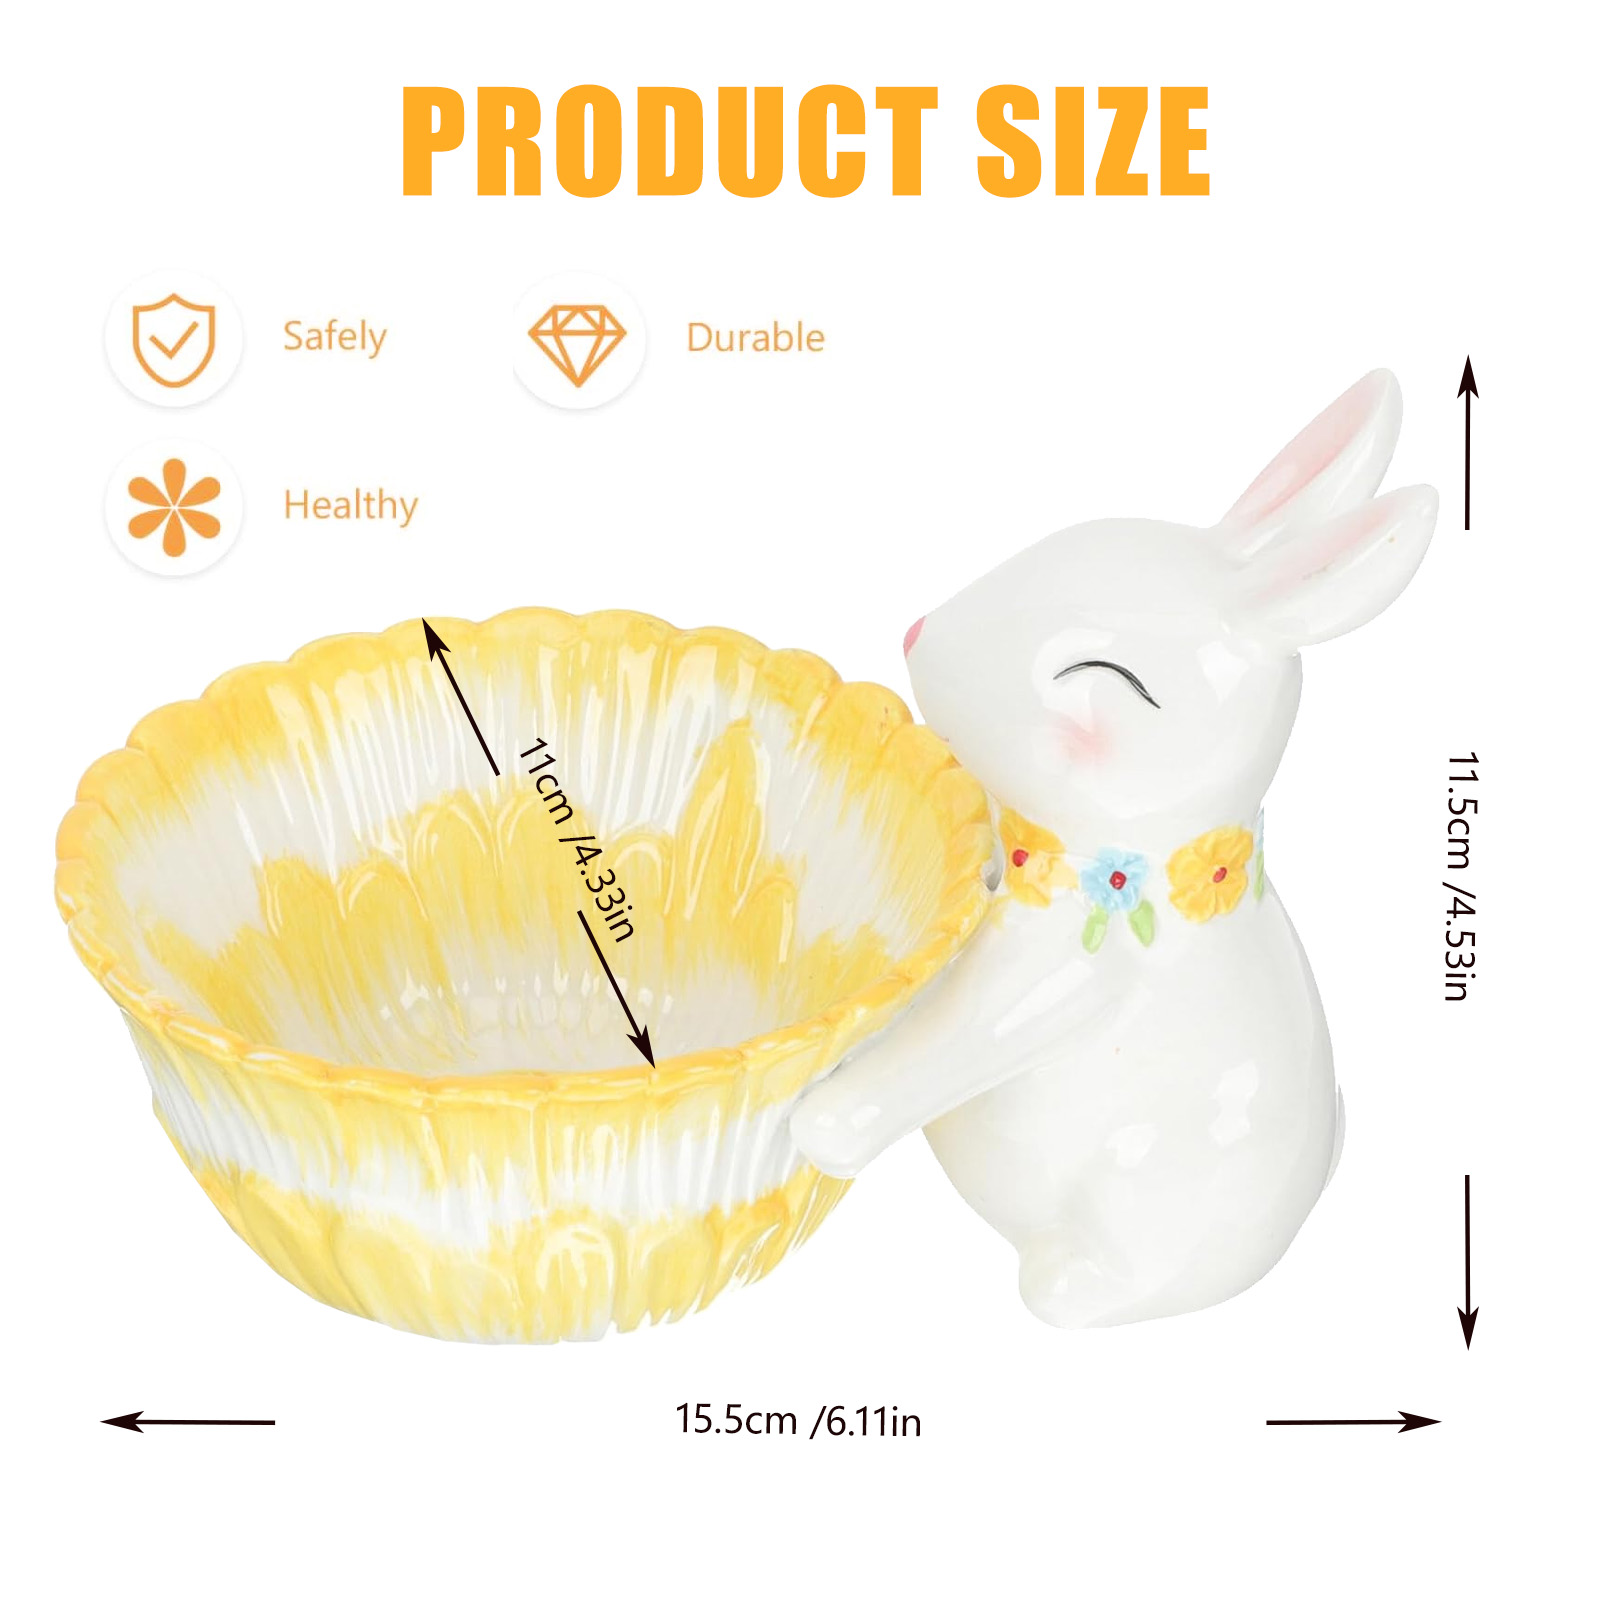 PRODUCT SIZE
Safely
Durable
Healthy
11cm /4.33in
11.5cm /4.53in
15.5cm /6.11in